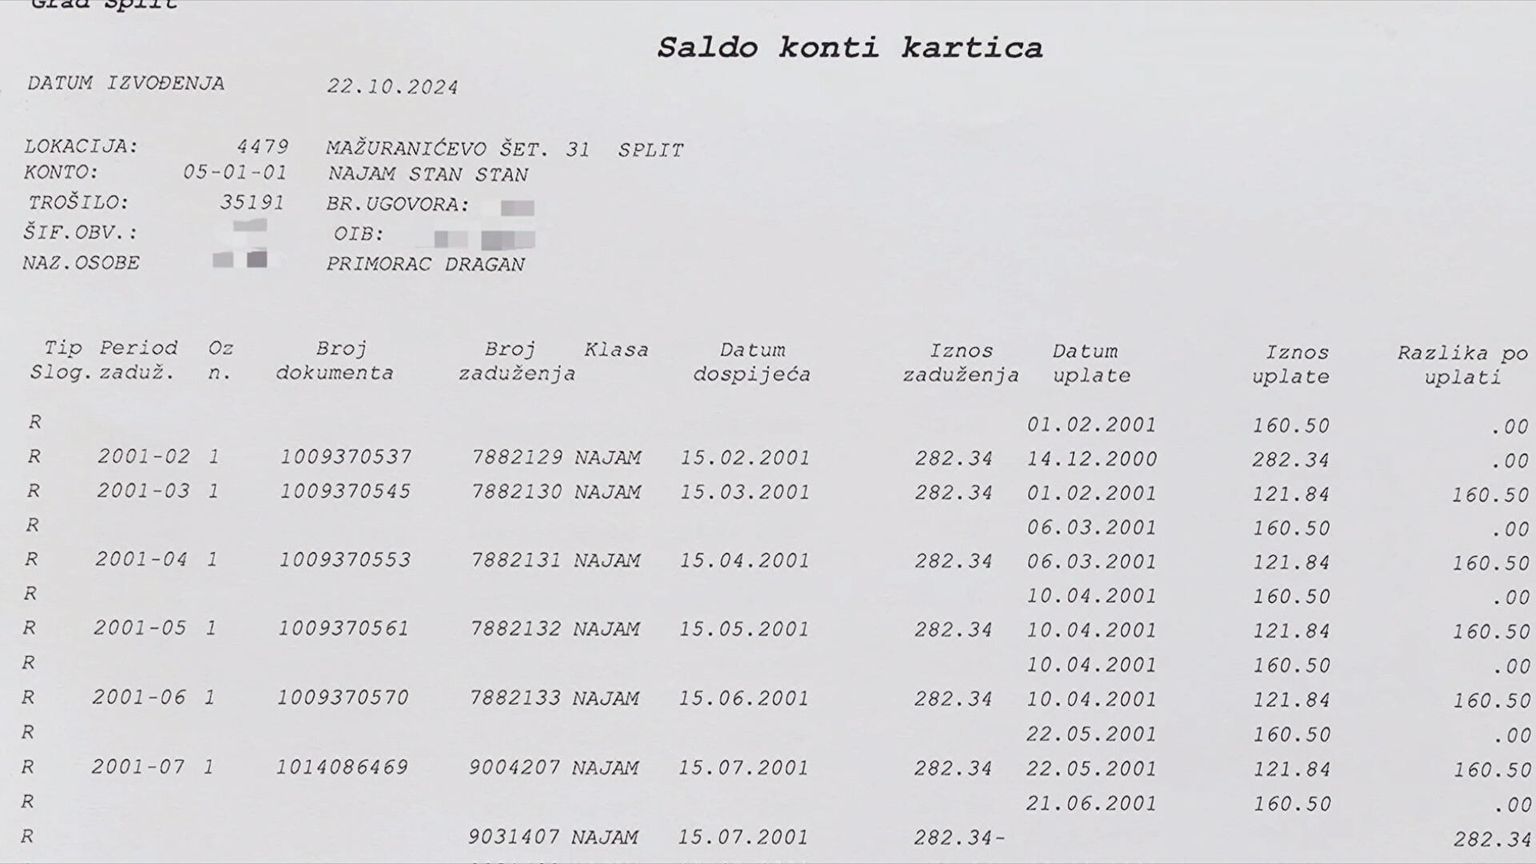 Grad Split
Saldo konti kartica
DATUM IZVOĐENJA 22.10.2024
LOKACIJA: 4479 MAŽURANIĆEVO ŠET. 31 SPLIT
KONTO: 05-01-01 NAJAM STAN STAN
TROŠILO: 35191 BR.UGOVORA:
ŠIF.OBV.: OIB:
NAZ.OSOBE PRIMORAC DRAGAN
Tip Period Oz Broj Broj Klasa Datum Iznos Datum Iznos Razlika po
Slog. zaduž. n. dokumenta zaduženja dospijeća zaduženja uplate uplate uplati
R 01.02.2001 160.50 .00
R 2001-02 1 1009370537 7882129 NAJAM 15.02.2001 282.34 14.12.2000 282.34 .00
R 2001-03 1 1009370545 7882130 NAJAM 15.03.2001 282.34 01.02.2001 121.84 160.50
R 06.03.2001 160.50 .00
R 2001-04 1 1009370553 7882131 NAJAM 15.04.2001 282.34 06.03.2001 121.84 160.50
R 10.04.2001 160.50 .00
R 2001-05 1 1009370561 7882132 NAJAM 15.05.2001 282.34 10.04.2001 121.84 160.50
R 10.04.2001 160.50 .00
R 2001-06 1 1009370570 7882133 NAJAM 15.06.2001 282.34 10.04.2001 121.84 160.50
R 22.05.2001 160.50 .00
R 2001-07 1 1014086469 9004207 NAJAM 15.07.2001 282.34 22.05.2001 121.84 160.50
R 21.06.2001 160.50 .00
R 9031407 NAJAM 15.07.2001 282.34- 282.34